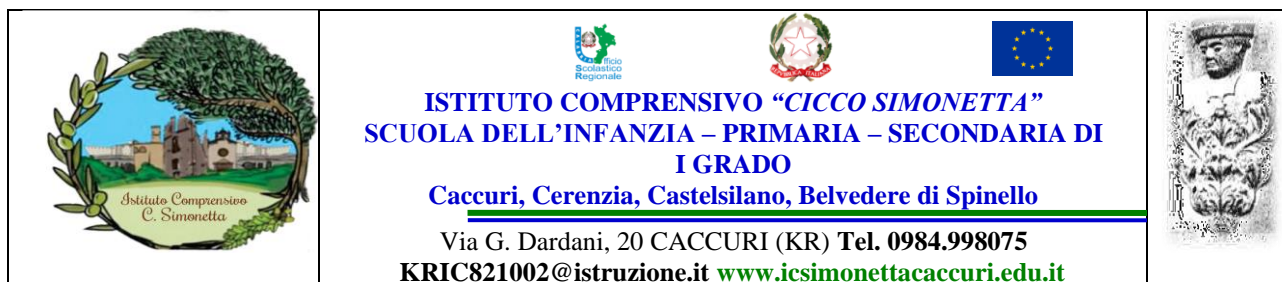 Istituto Comprensivo
C. Simonetta
Ufficio
Scolastico
Regionale
REPUBBLICA ITALIANA
ISTITUTO COMPRENSIVO “CICCO SIMONETTA”
SCUOLA DELL’INFANZIA – PRIMARIA – SECONDARIA DI
I GRADO
Caccuri, Cerenzia, Castelsilano, Belvedere di Spinello
Via G. Dardani, 20 CACCURI (KR) Tel. 0984.998075
KRIC821002@istruzione.it www.icsimonettacaccuri.edu.it